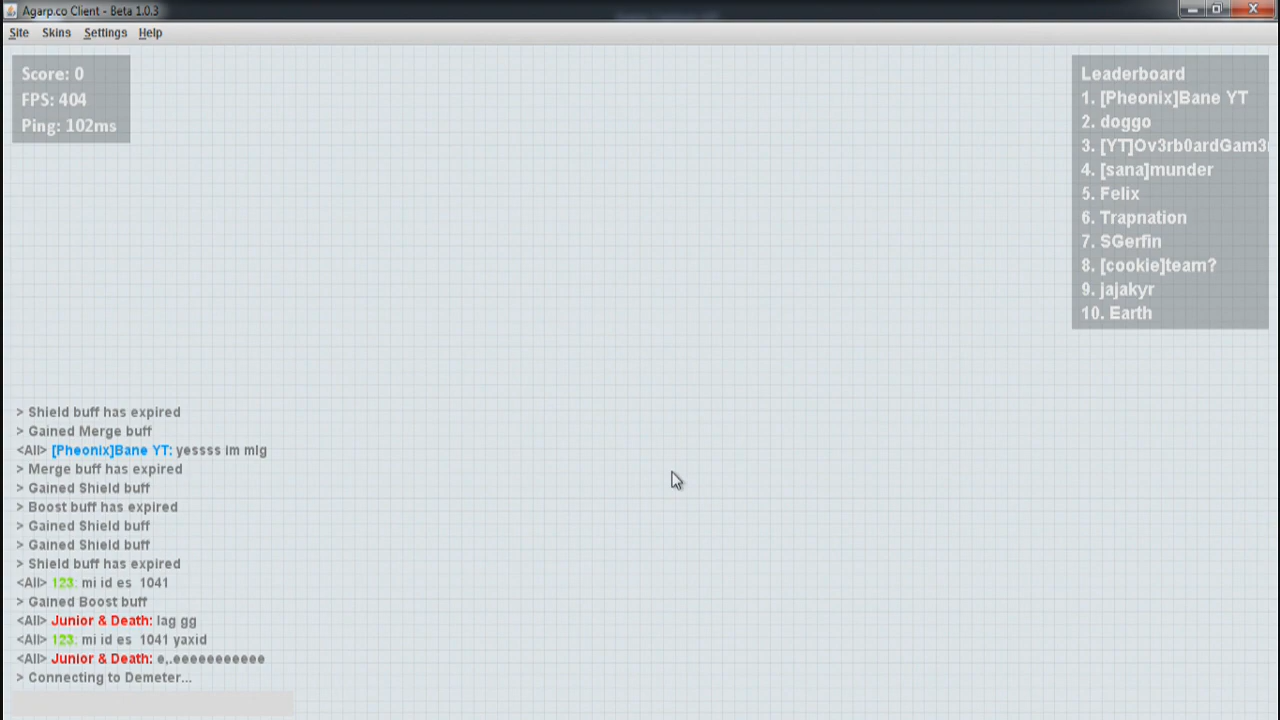 Agarp.co Client - Beta 1.0.3
Site Skins Settings Help
Score: 0
FPS: 404
Ping: 102ms
Leaderboard
1. [Pheonix]Bane YT
2. doggo
3. [YT]Ov3rb0ardGam3r
4. [sana]munder
5. Felix
6. Trapnation
7. SGerfin
8. [cookie]team?
9. jajakyr
10. Earth
> Shield buff has expired
> Gained Merge buff
<All> [Pheonix]Bane YT: yessss im mlg
> Merge buff has expired
> Gained Shield buff
> Boost buff has expired
> Gained Shield buff
> Gained Shield buff
> Shield buff has expired
<All> 123: mi id es  1041
> Gained Boost buff
<All> Junior & Death: lag gg
<All> 123: mi id es  1041 yaxid
<All> Junior & Death: e,.eeeeeeeeeee
> Connecting to Demeter...